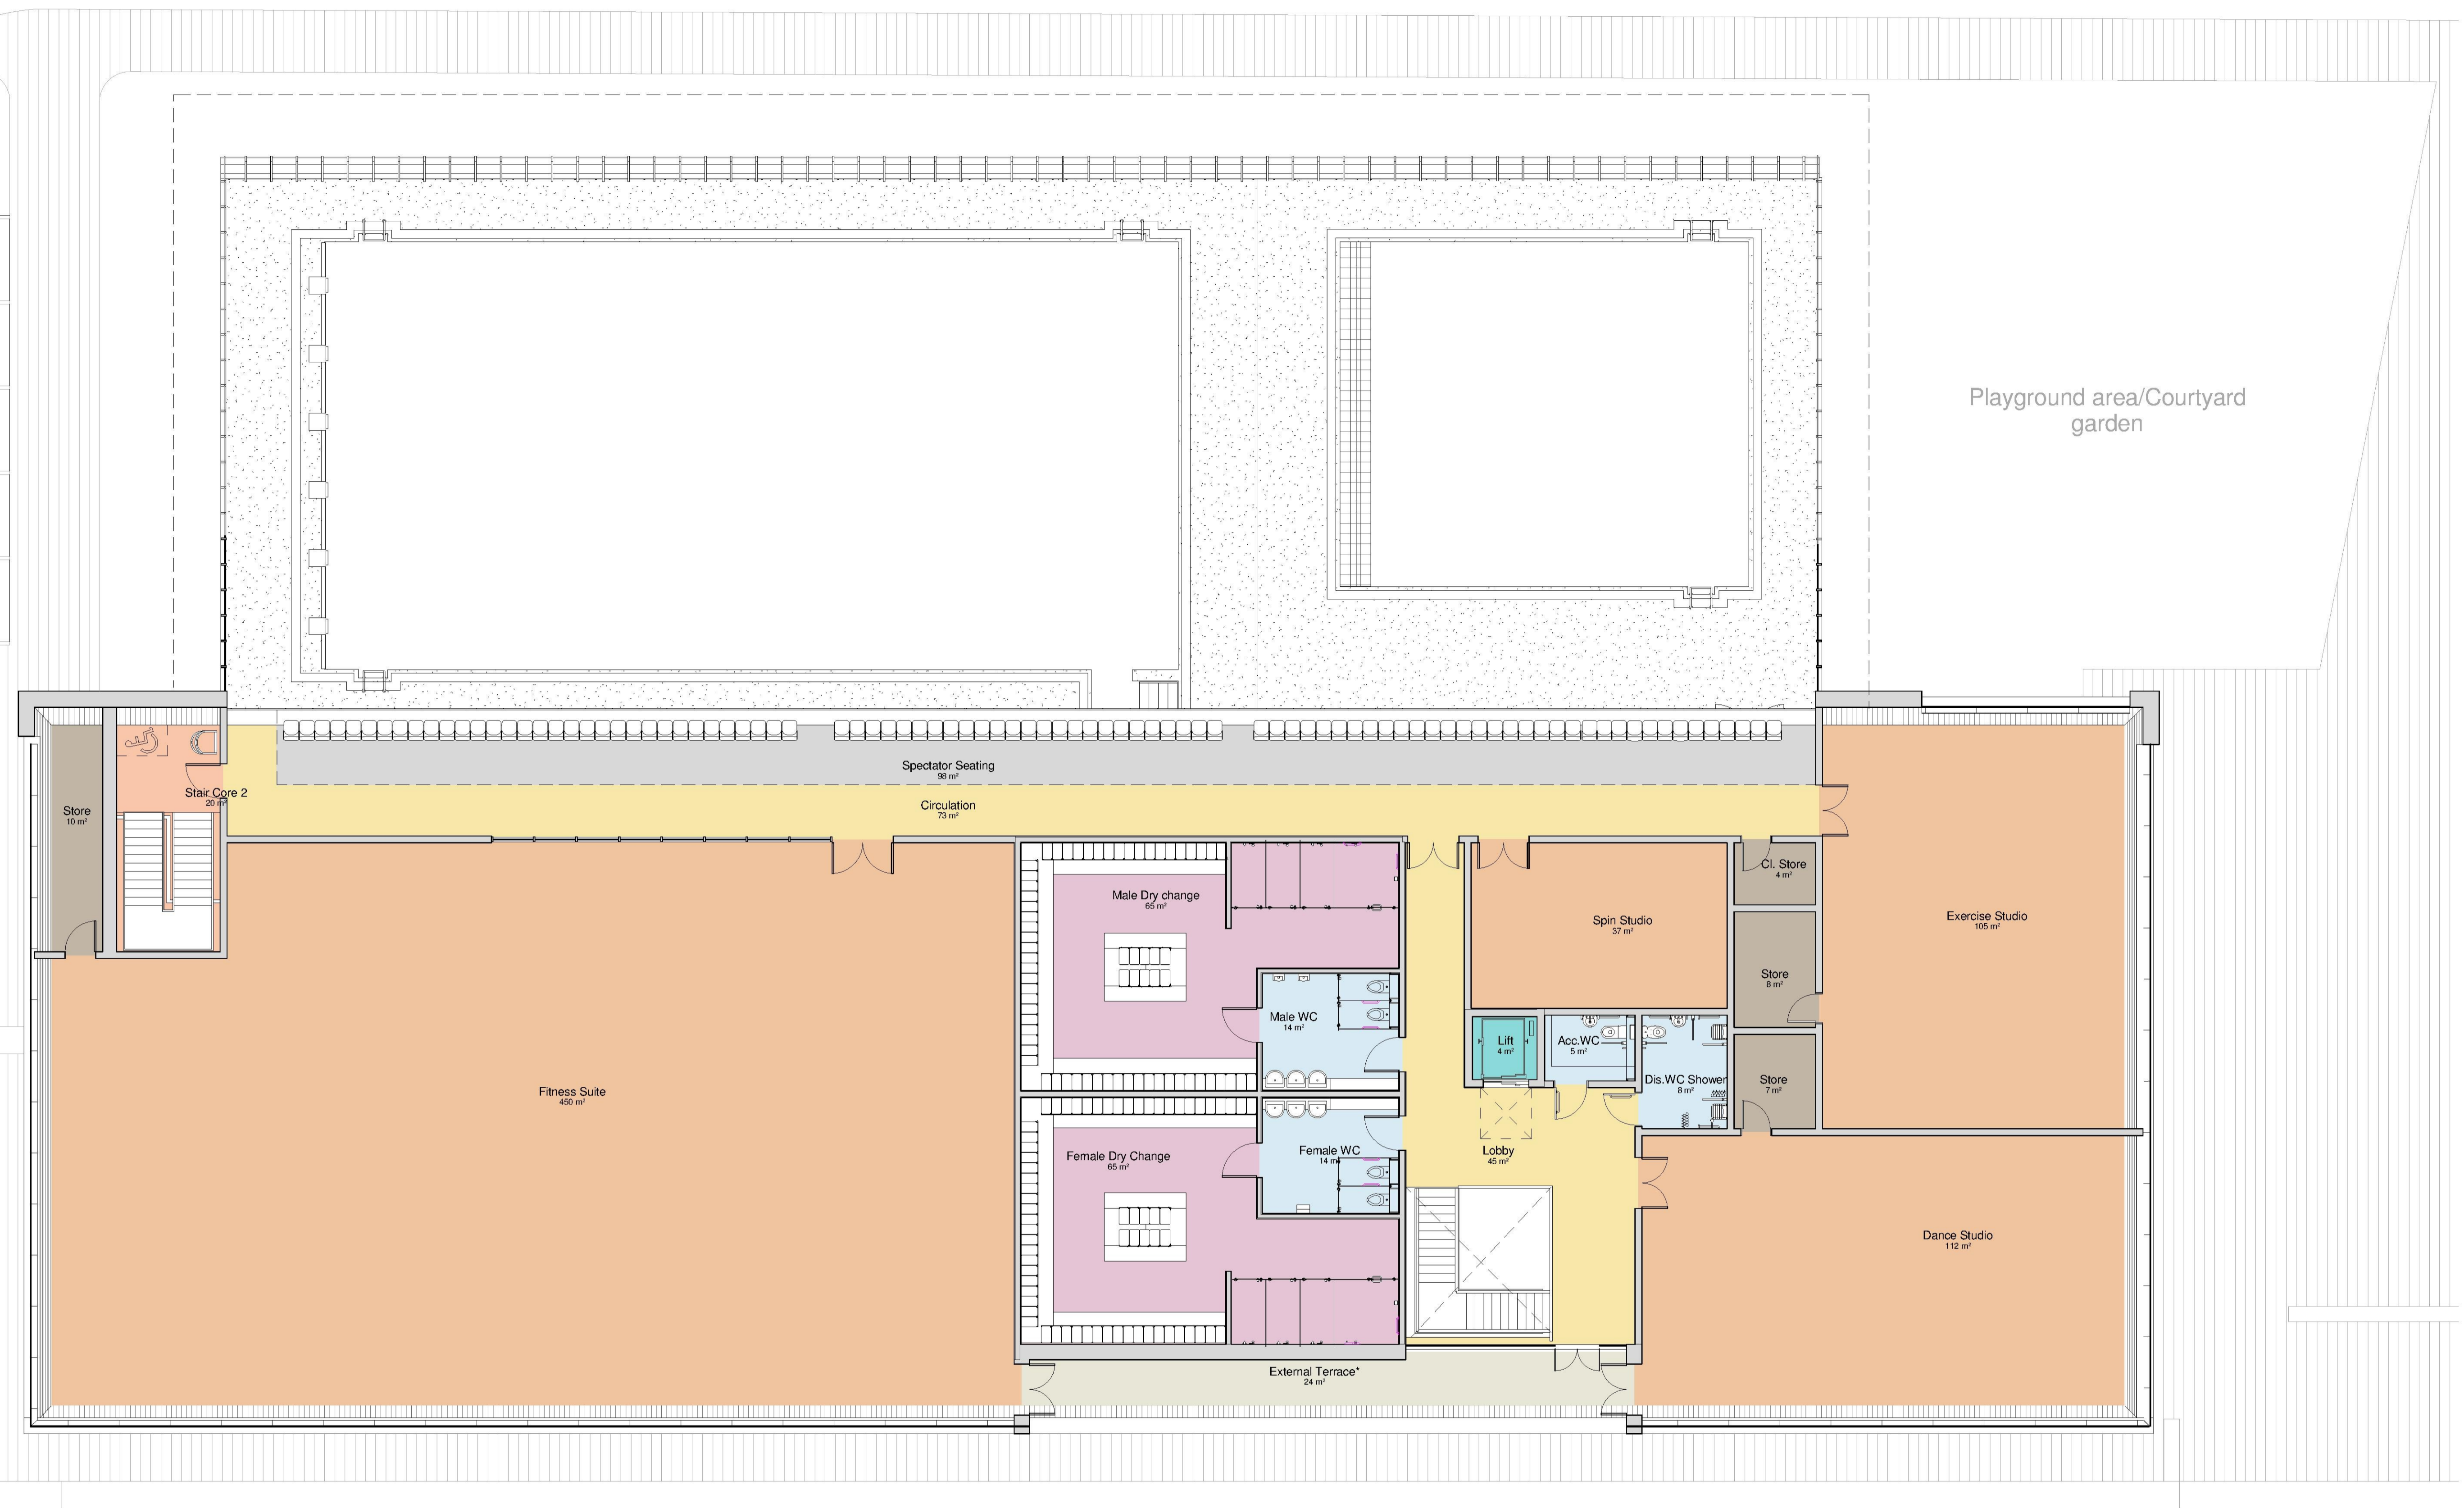 Playground area/Courtyard
garden
Spectator Seating
98 m²
Stair Core 2
20 m²
Store
10 m²
Circulation
73 m²
Cl. Store
4 m²
Male Dry change
65 m²
Spin Studio
37 m²
Exercise Studio
105 m²
Store
8 m²
Male WC
14 m²
Lift
4 m²
Acc.WC
5 m²
Dis.WC Shower
8 m²
Store
7 m²
Fitness Suite
450 m²
Female Dry Change
65 m²
Female WC
14 m²
Lobby
45 m²
Dance Studio
112 m²
External Terrace*
24 m²